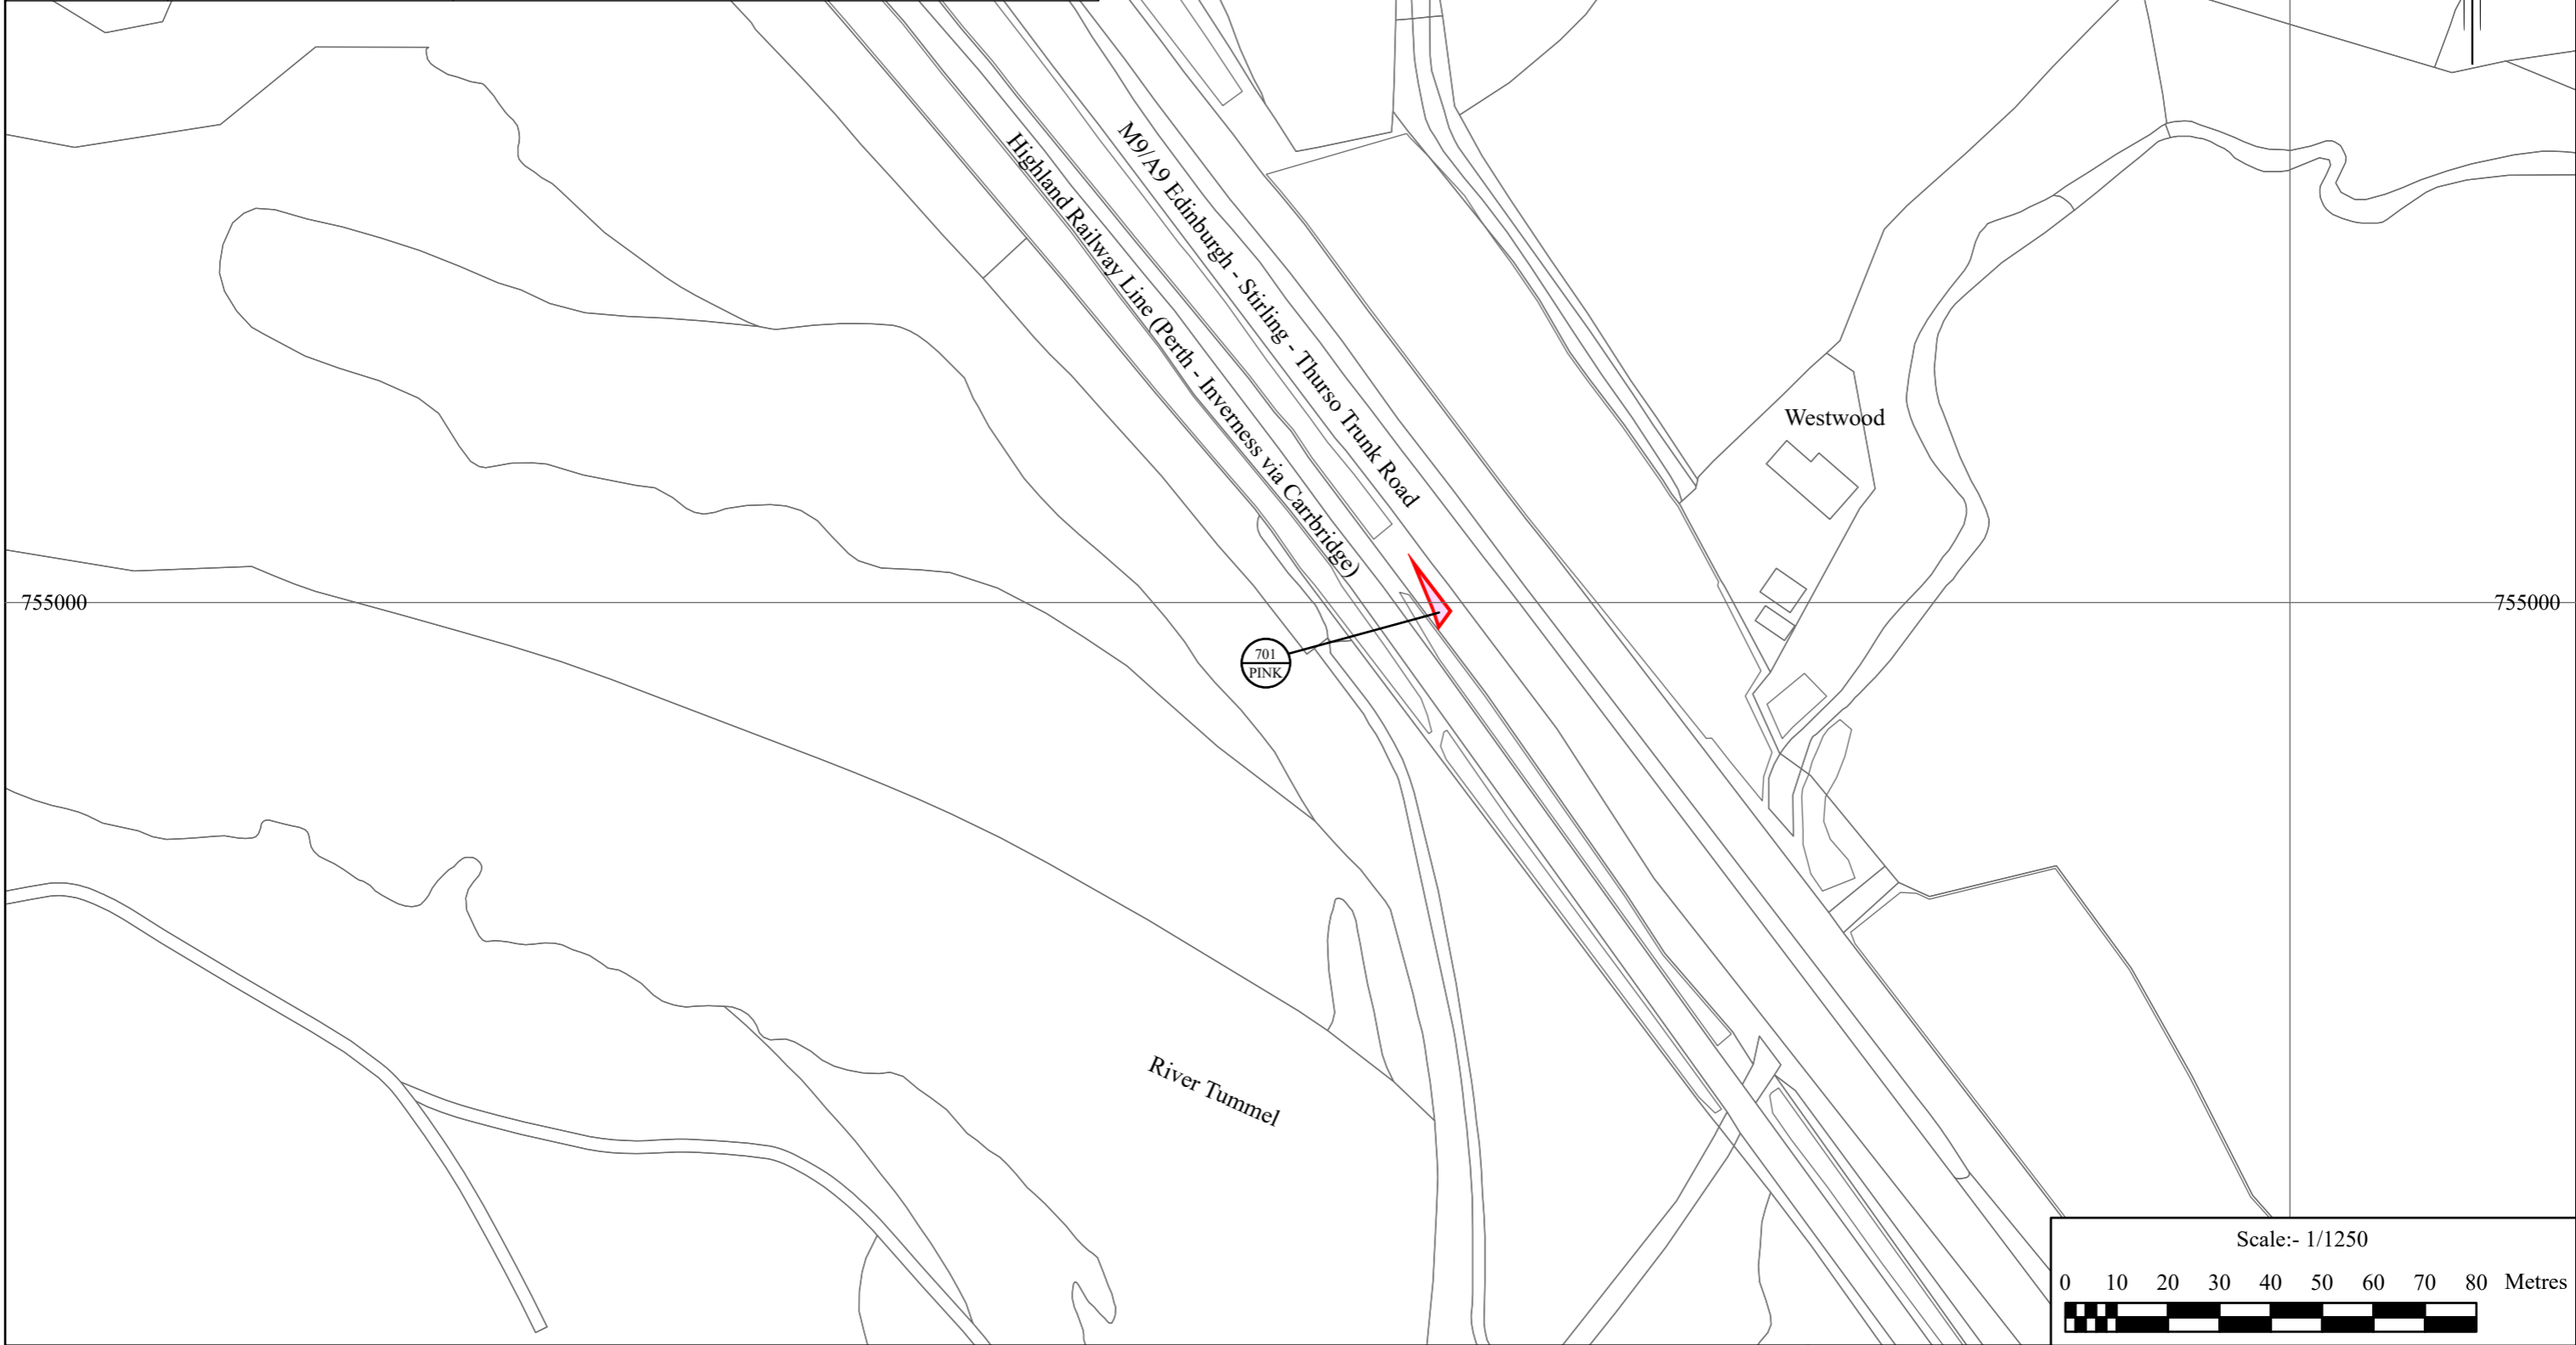 Highland Railway Line (Perth - Inverness via Carrbridge)
M9/A9 Edinburgh - Stirling - Thurso Trunk Road
Westwood
755000
755000
701
PINK
River Tummel
Scale:- 1/1250
0 10 20 30 40 50 60 70 80 Metres